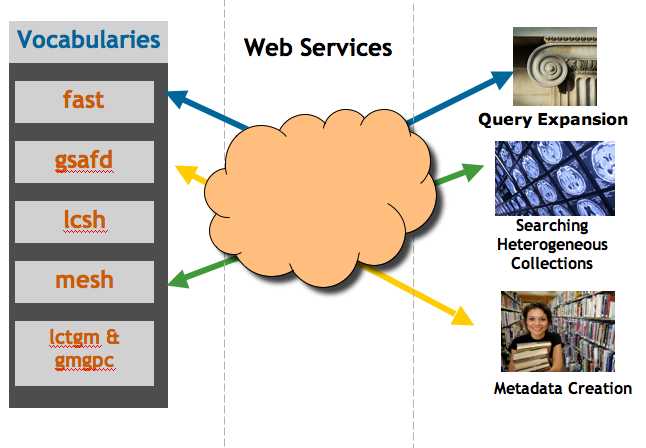 Vocabularies
fast
gsafd
lcsh
mesh
lctgm &
gmgpc
Web Services
Query Expansion
Searching
Heterogeneous
Collections
Metadata Creation